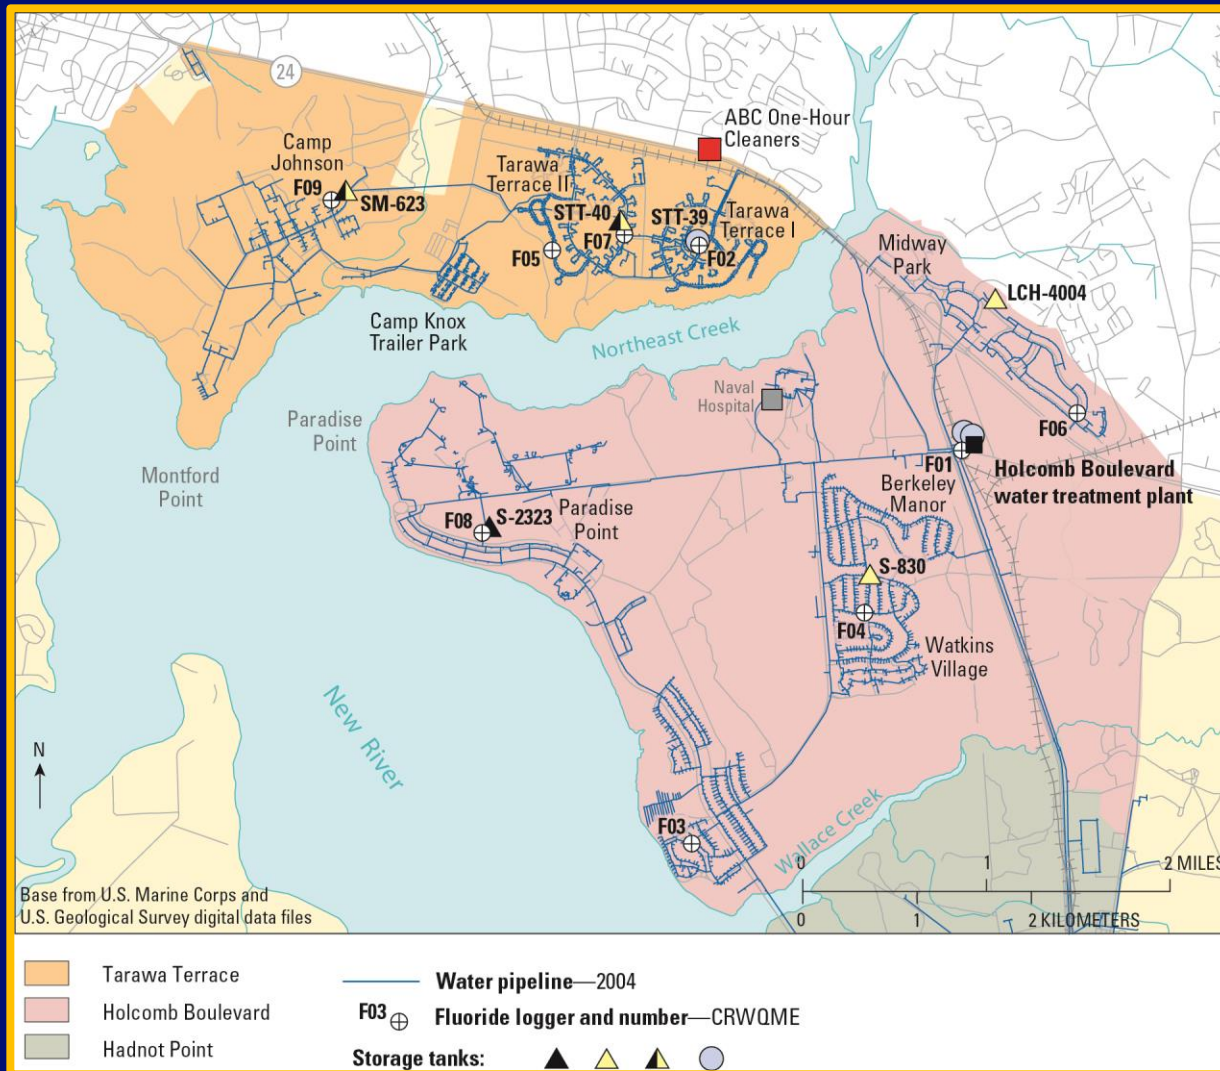 24
ABC One-Hour
Cleaners
Camp
Johnson
F09
SM-623
Tarawa
Terrace II
STT-40
F07
F05
STT-39
Tarawa
Terrace I
F02
Midway
Park
LCH-4004
Camp Knox
Trailer Park
Northeast Creek
Naval
Hospital
F06
Paradise
Point
Montford
Point
F01
Holcomb Boulevard
water treatment plant
Berkeley
Manor
F08
S-2323
Paradise
Point
S-830
F04
Watkins
Village
New River
N
F03
Wallace Creek
0 1 2 MILES
0 1 2 KILOMETERS
Base from U.S. Marine Corps and
U.S. Geological Survey digital data files
Tarawa Terrace
Holcomb Boulevard
Hadnot Point
Water pipeline—2004
F03 Fluoride logger and number—CRWQME
Storage tanks: